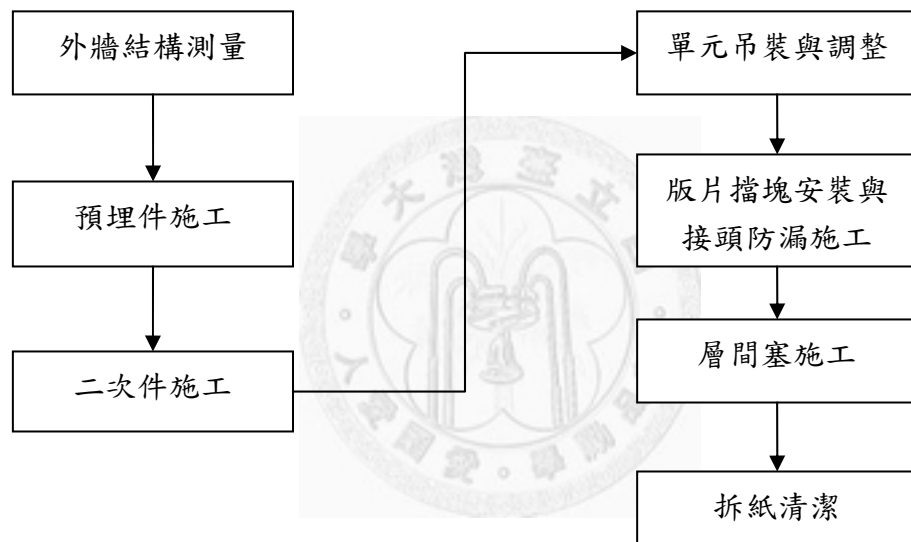 外牆結構測量
預埋件施工
二次件施工
單元吊裝與調整
版片擋塊安裝與
接頭防漏施工
層間塞施工
拆紙清潔